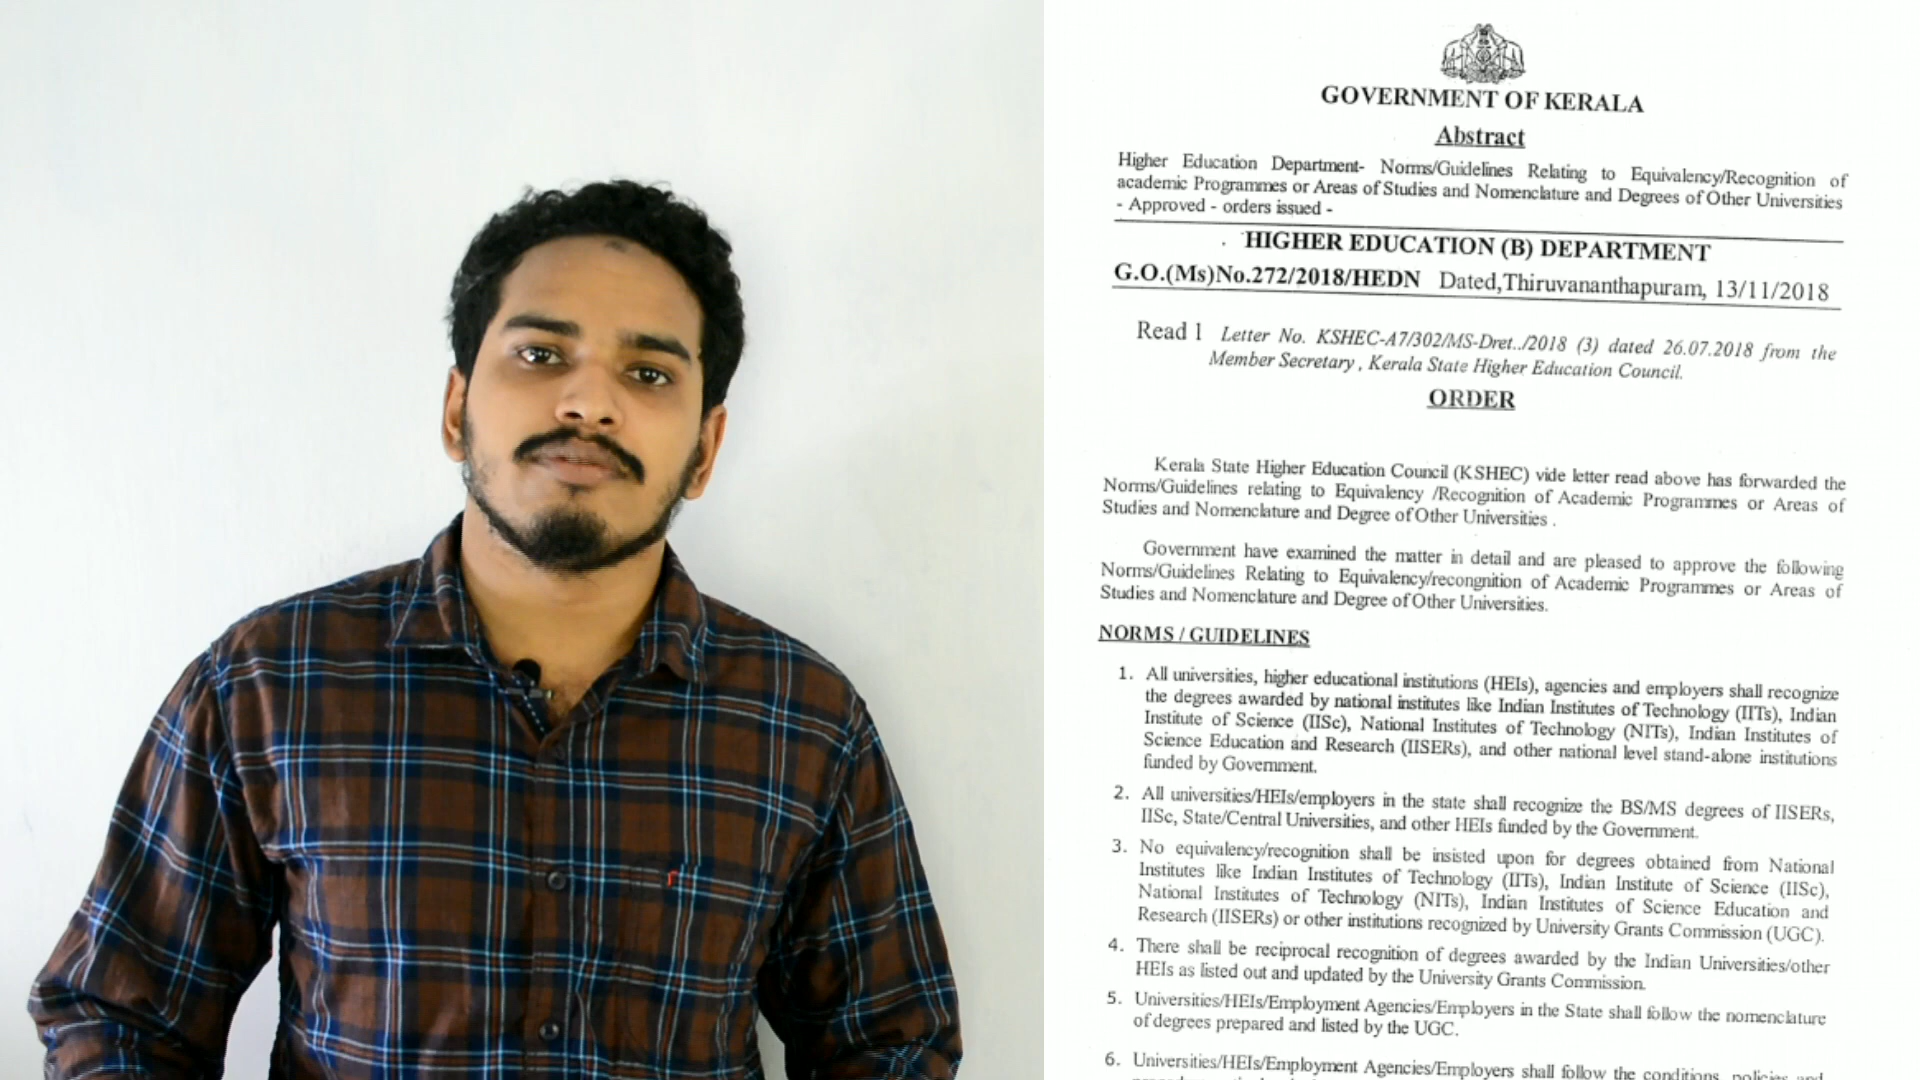 GOVERNMENT OF KERALA
Abstract
Higher Education Department- Norms/Guidelines Relating to Equivalency/Recognition of
academic Programmes or Areas of Studies and Nomenclature and Degrees of Other Universities
- Approved - orders issued -
HIGHER EDUCATION (B) DEPARTMENT
G.O.(Ms)No.272/2018/HEDN Dated,Thiruvananthapuram, 13/11/2018
Read 1 Letter No. KSHEC-A7/302/MS-Dret../2018 (3) dated 26.07.2018 from the
Member Secretary , Kerala State Higher Education Council.
ORDER
Kerala State Higher Education Council (KSHEC) vide letter read above has forwarded the
Norms/Guidelines relating to Equivalency /Recognition of Academic Programmes or Areas of
Studies and Nomenclature and Degree of Other Universities .
Government have examined the matter in detail and are pleased to approve the following
Norms/Guidelines Relating to Equivalency/recongnition of Academic Programmes or Areas of
Studies and Nomenclature and Degree of Other Universities.
NORMS / GUIDELINES
1. All universities, higher educational institutions (HEIs), agencies and employers shall recognize
the degrees awarded by national institutes like Indian Institutes of Technology (IITs), Indian
Institute of Science (IISc), National Institutes of Technology (NITs), Indian Institutes of
Science Education and Research (IISERs), and other national level stand-alone institutions
funded by Government.
2. All universities/HEIs/employers in the state shall recognize the BS/MS degrees of IISERs,
IISc, State/Central Universities, and other HEIs funded by the Government.
3. No equivalency/recognition shall be insisted upon for degrees obtained from National
Institutes like Indian Institutes of Technology (IITs), Indian Institute of Science (IISc),
National Institutes of Technology (NITs), Indian Institutes of Science Education and
Research (IISERs) or other institutions recognized by University Grants Commission (UGC).
4. There shall be reciprocal recognition of degrees awarded by the Indian Universities/other
HEIs as listed out and updated by the University Grants Commission.
5. Universities/HEIs/Employment Agencies/Employers in the State shall follow the nomenclature
of degrees prepared and listed by the UGC.
6. Universities/HEIs/Employment Agencies/Employers shall follow the conditions, policies and